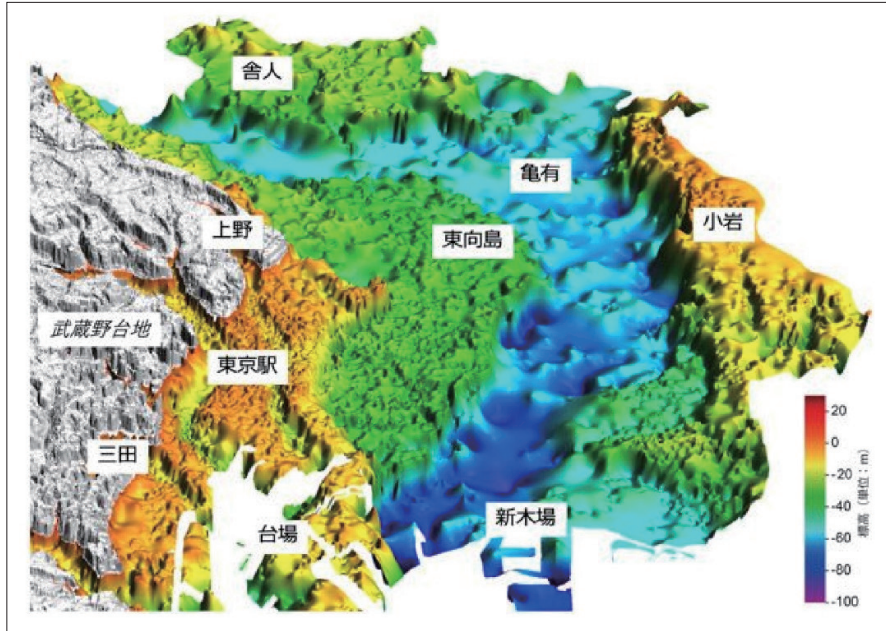 舎人
亀有
小岩
上野
東向島
武蔵野台地
東京駅
三田
台場
新木場
20
0
-20
-40
-60
-80
-100
標高（単位：m）